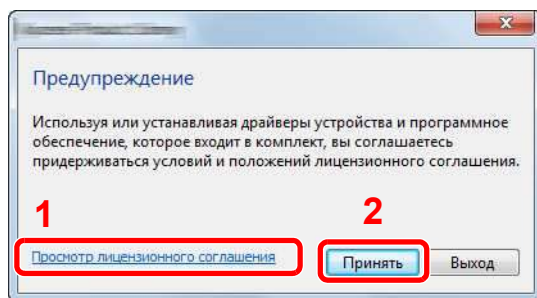 Предупреждение
Используя или устанавливая драйверы устройства и программное
обеспечение, которое входит в комплект, вы соглашаетесь
придерживаться условий и положений лицензионного соглашения.
1
2
Просмотр лицензионного соглашения
Принять Выход